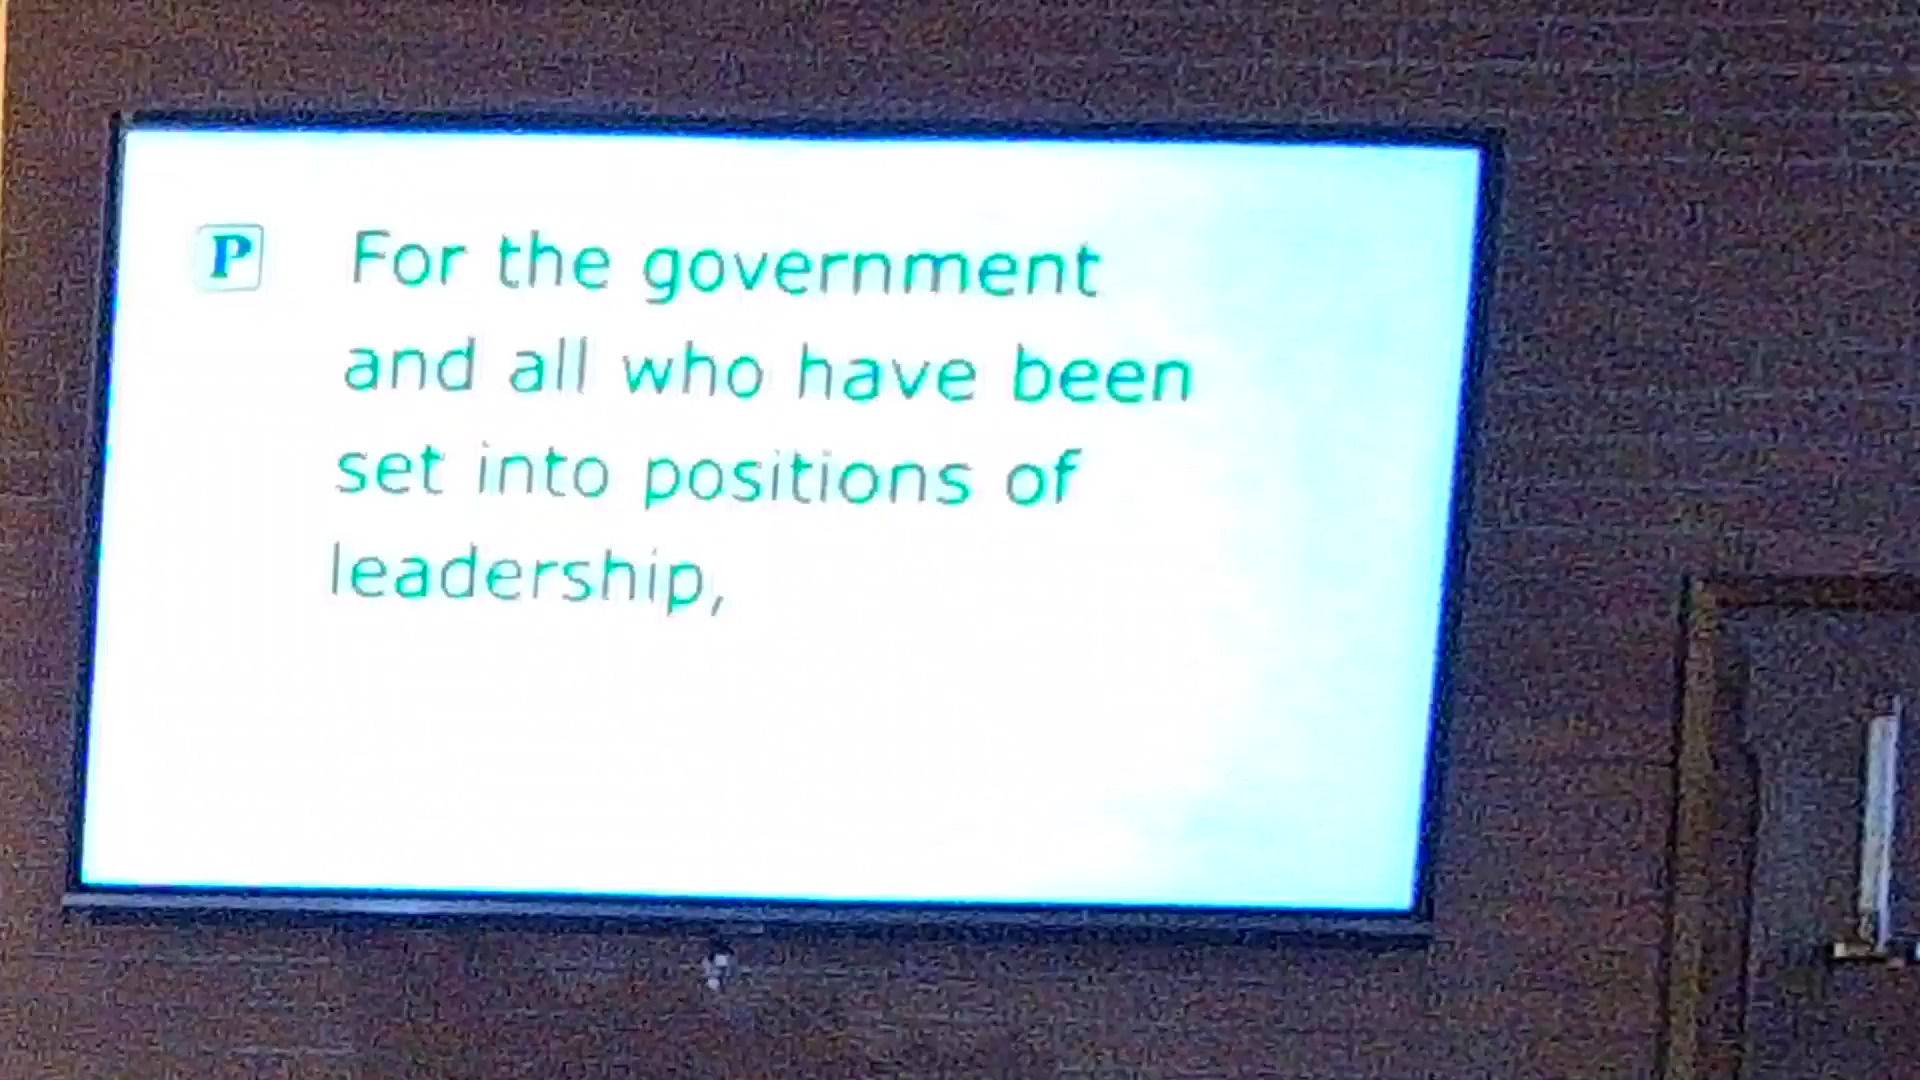 P For the government
and all who have been
set into positions of
leadership,